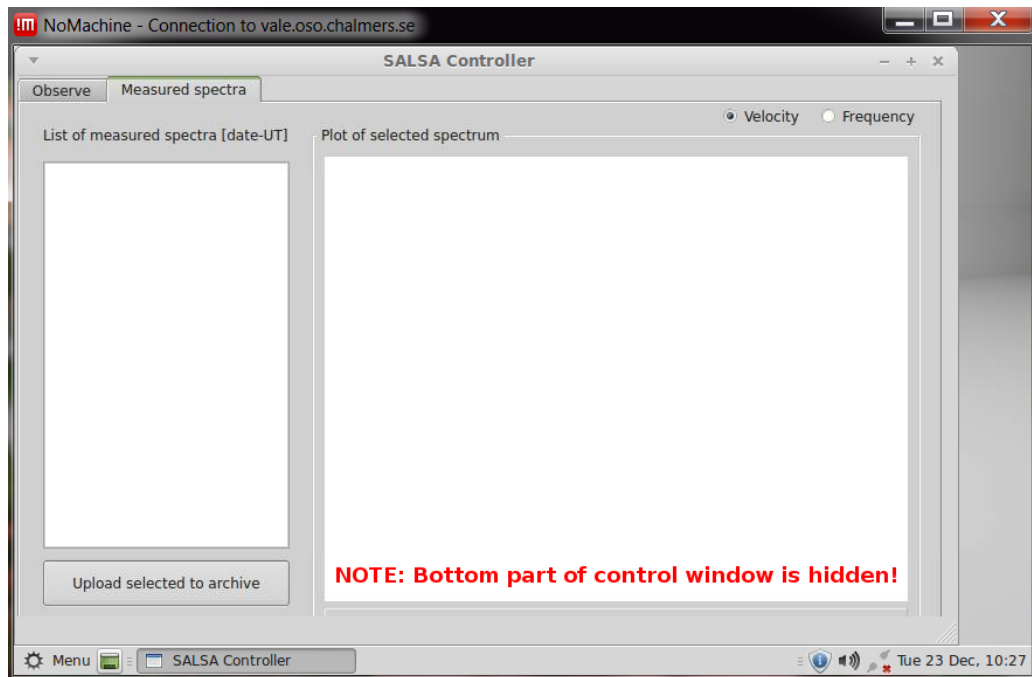 NoMachine - Connection to vale.oso.chalmers.se
SALSA Controller
Observe Measured spectra
Velocity Frequency
List of measured spectra [date-UT] Plot of selected spectrum
Upload selected to archive
NOTE: Bottom part of control window is hidden!
Menu SALSA Controller Tue 23 Dec, 10:27